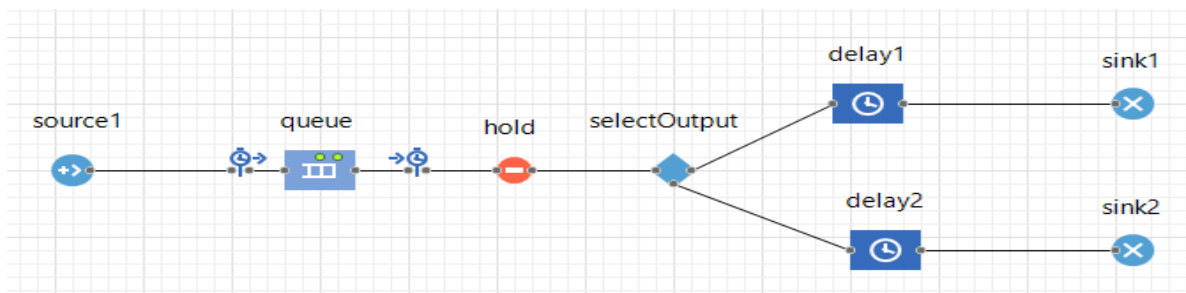 delay1
sink1
source1
queue
hold
selectOutput
delay2
sink2